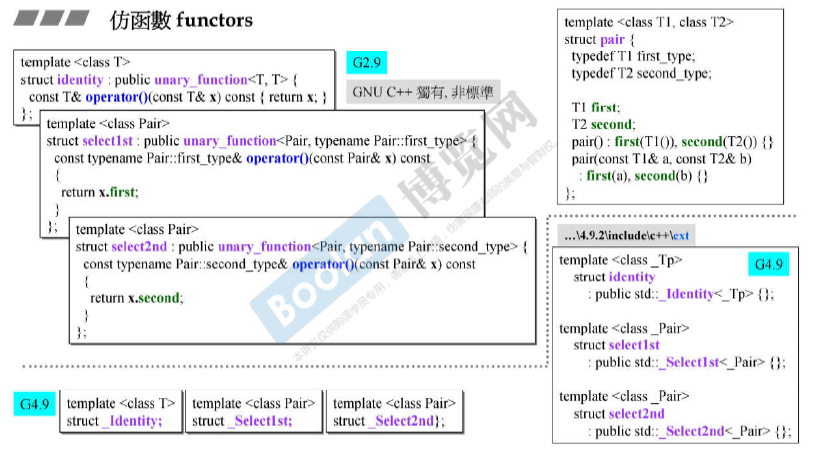 仿函數 functors
template <class T>
struct identity : public unary_function<T, T> {
const T& operator()(const T& x) const { return x; }
};
G2.9
GNU C++ 獨有, 非標準
template <class Pair>
struct select1st : public unary_function<Pair, typename Pair::first_type> {
const typename Pair::first_type& operator()(const Pair& x) const
{
return x.first;
}
};
template <class Pair>
struct select2nd : public unary_function<Pair, typename Pair::second_type> {
const typename Pair::second_type& operator()(const Pair& x) const
{
return x.second;
}
};
template <class T1, class T2>
struct pair {
typedef T1 first_type;
typedef T2 second_type;
T1 first;
T2 second;
pair() : first(T1()), second(T2()) {}
pair(const T1& a, const T2& b)
: first(a), second(b) {}
};
...\4.9.2\include\c++\ext
G4.9
template <class _Tp>
struct identity
: public std::_Identity<_Tp> {};
template <class _Pair>
struct select1st
: public std::_Select1st<_Pair> {};
template <class _Pair>
struct select2nd
: public std::_Select2nd<_Pair> {};
G4.9
template <class T>
struct _Identity;
template <class Pair>
struct _Select1st;
template <class Pair>
struct _Select2nd};
Boolan 博览网